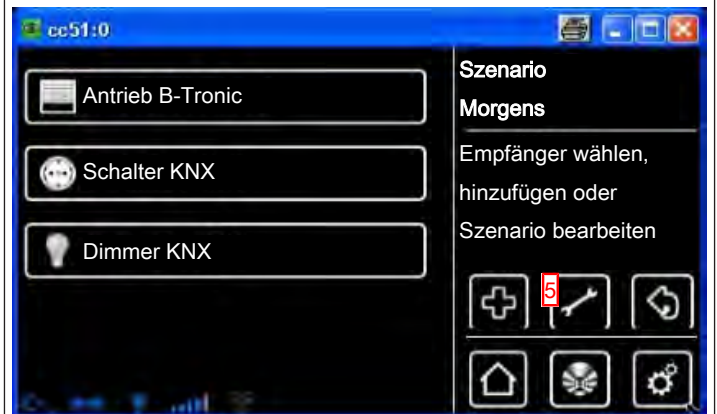 cc51:0
Antrieb B-Tronic
Schalter KNX
Dimmer KNX
Szenario
Morgens
Empfänger wählen,
hinzufügen oder
Szenario bearbeiten
5